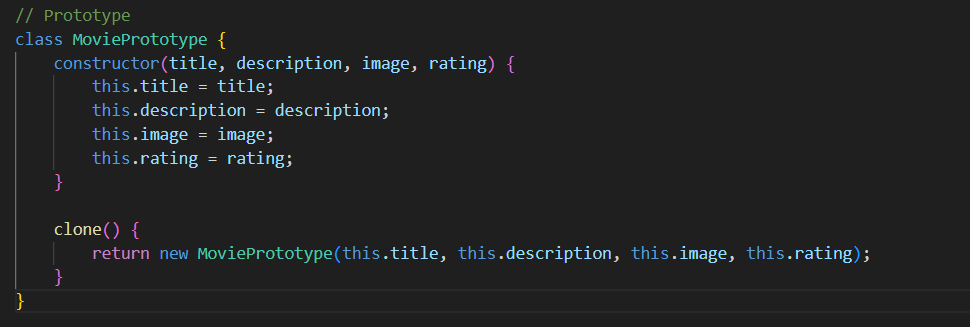 // Prototype
class MoviePrototype {
    constructor(title, description, image, rating) {
        this.title = title;
        this.description = description;
        this.image = image;
        this.rating = rating;
    }

    clone() {
        return new MoviePrototype(this.title, this.description, this.image, this.rating);
    }
}